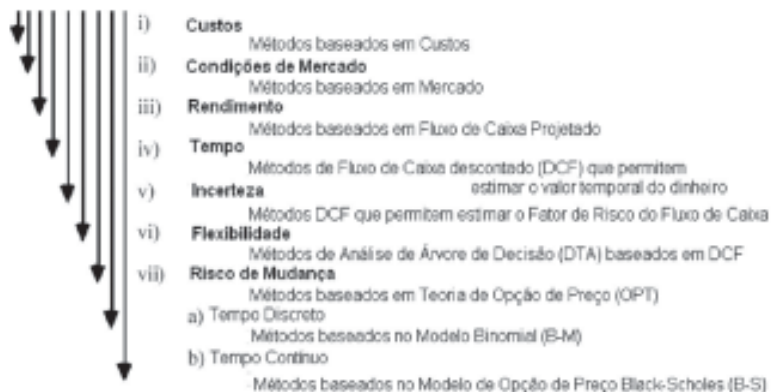 i) Custos
Métodos baseados em Custos
ii) Condições de Mercado
Métodos baseados em Mercado
iii) Rendimento
Métodos baseados em Fluxo de Caixa Projetado
iv) Tempo
Métodos de Fluxo de Caixa descontado (DCF) que permitem
estimar o valor temporal do dinheiro
v) Incerteza
Métodos DCF que permitem estimar o Fator de Risco do Fluxo de Caixa
vi) Flexibilidade
Métodos de Análise de Árvore de Decisão (DTA) baseados em DCF
vii) Risco de Mudança
Métodos baseados em Teoria de Opção de Preço (OPT)
a) Tempo Discreto
Métodos baseados no Modelo Binomial (B-M)
b) Tempo Contínuo
Métodos baseados no Modelo de Opção de Preço Black-Scholes (B-S)